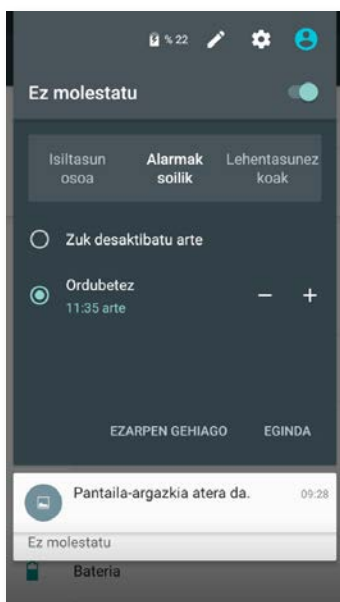 % 22
Ez molestatu
Isiltasun
osoa
Alarmak
soilik
Lehentasunez
koak
Zuk desaktibatu arte
Ordubetez
11:35 arte
EZARPEN GEHIAGO
EGINDA
Pantaila-argazkia atera da.
09:28
Ez molestatu
Bateria